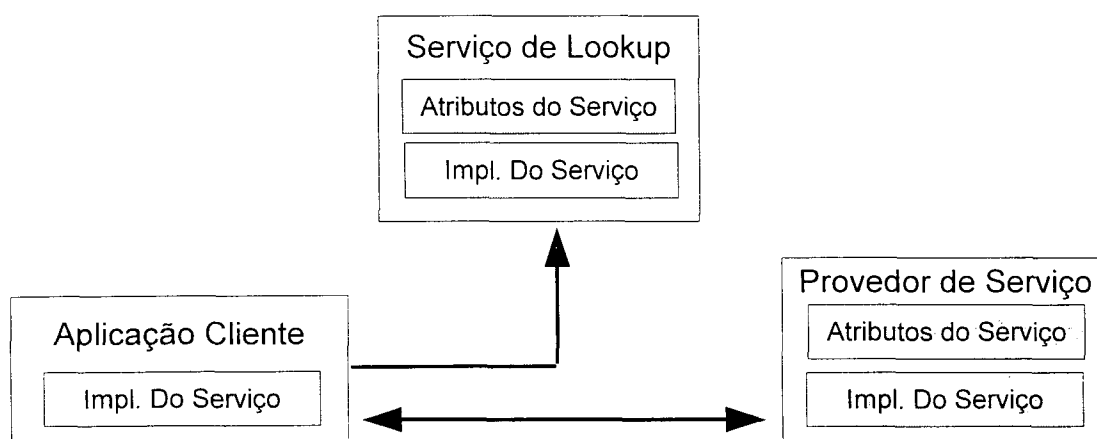 Serviço de Lookup
Atributos do Serviço
Impl. Do Serviço
Aplicação Cliente
Impl. Do Serviço
Provedor de Serviço
Atributos do Serviço
Impl. Do Serviço